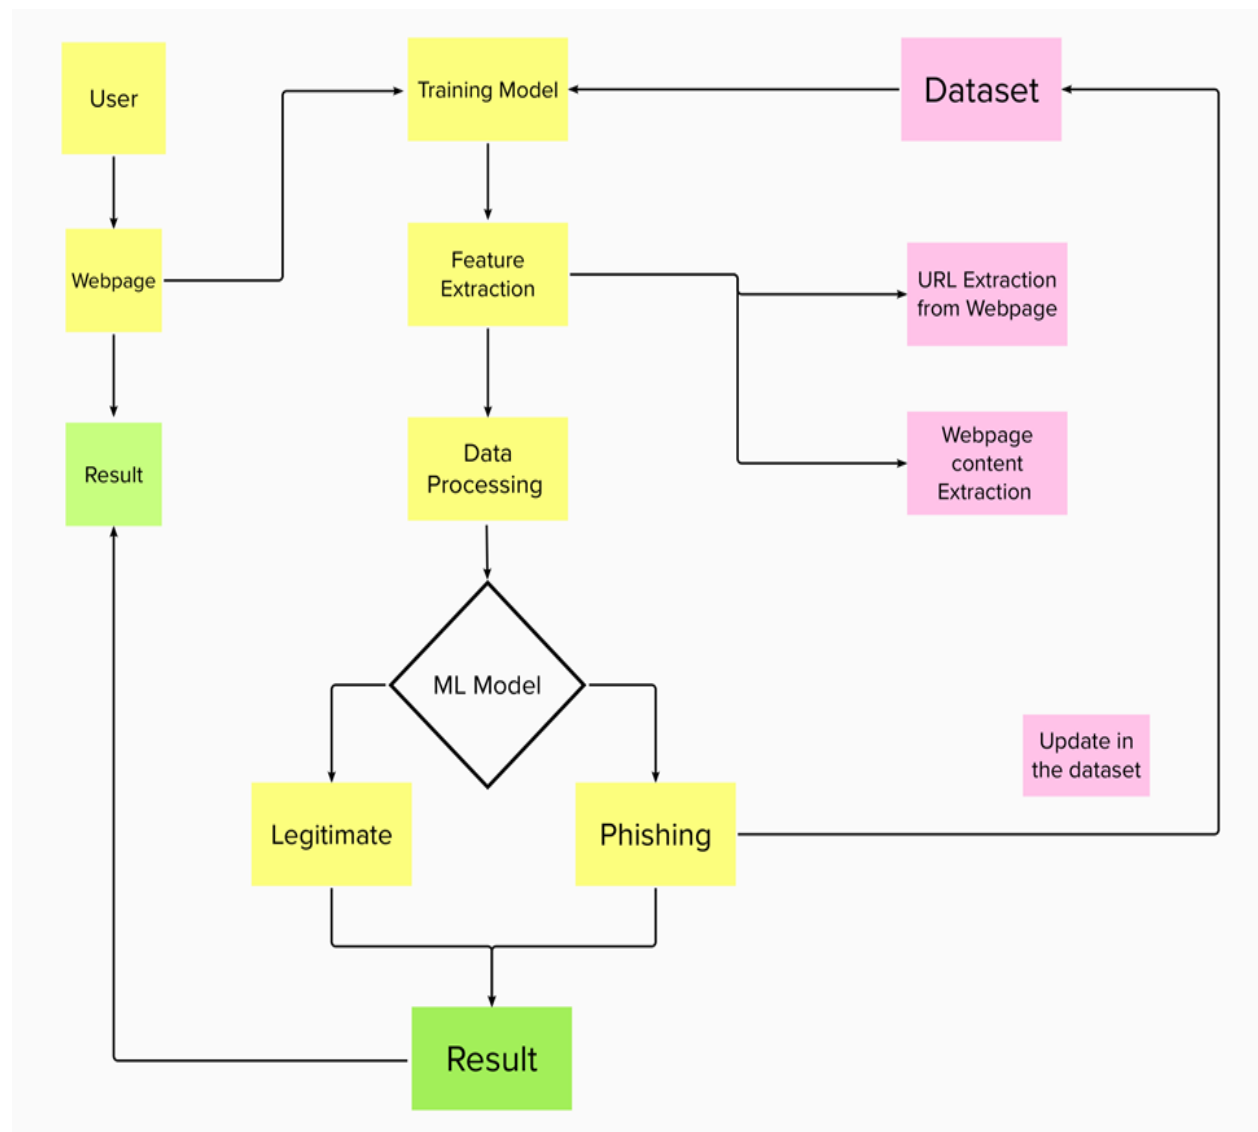 User
Training Model
Dataset
Webpage
Feature
Extraction
URL Extraction
from Webpage
Result
Data
Processing
Webpage
content
Extraction
ML Model
Update in
the dataset
Legitimate
Phishing
Result